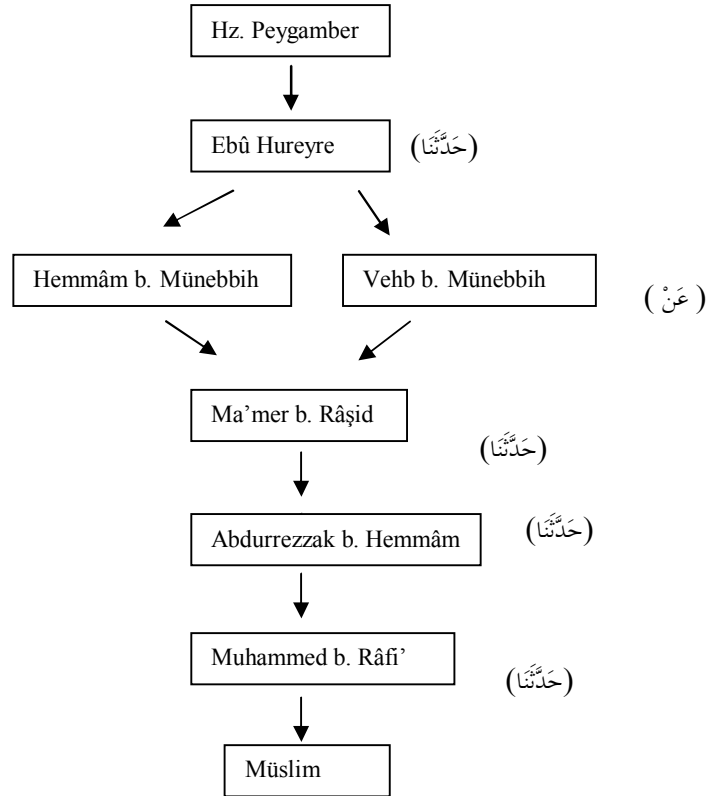 Hz. Peygamber
Ebû Hureyre (حَدَّثَنَا)
Hemmâm b. Münebbih Vehb b. Münebbih (عَنْ )
Ma’mer b. Râşid
(حَدَّثَنَا)
Abdurrezzak b. Hemmâm (حَدَّثَنَا)
Muhammed b. Râfi’ (حَدَّثَنَا)
Müslim